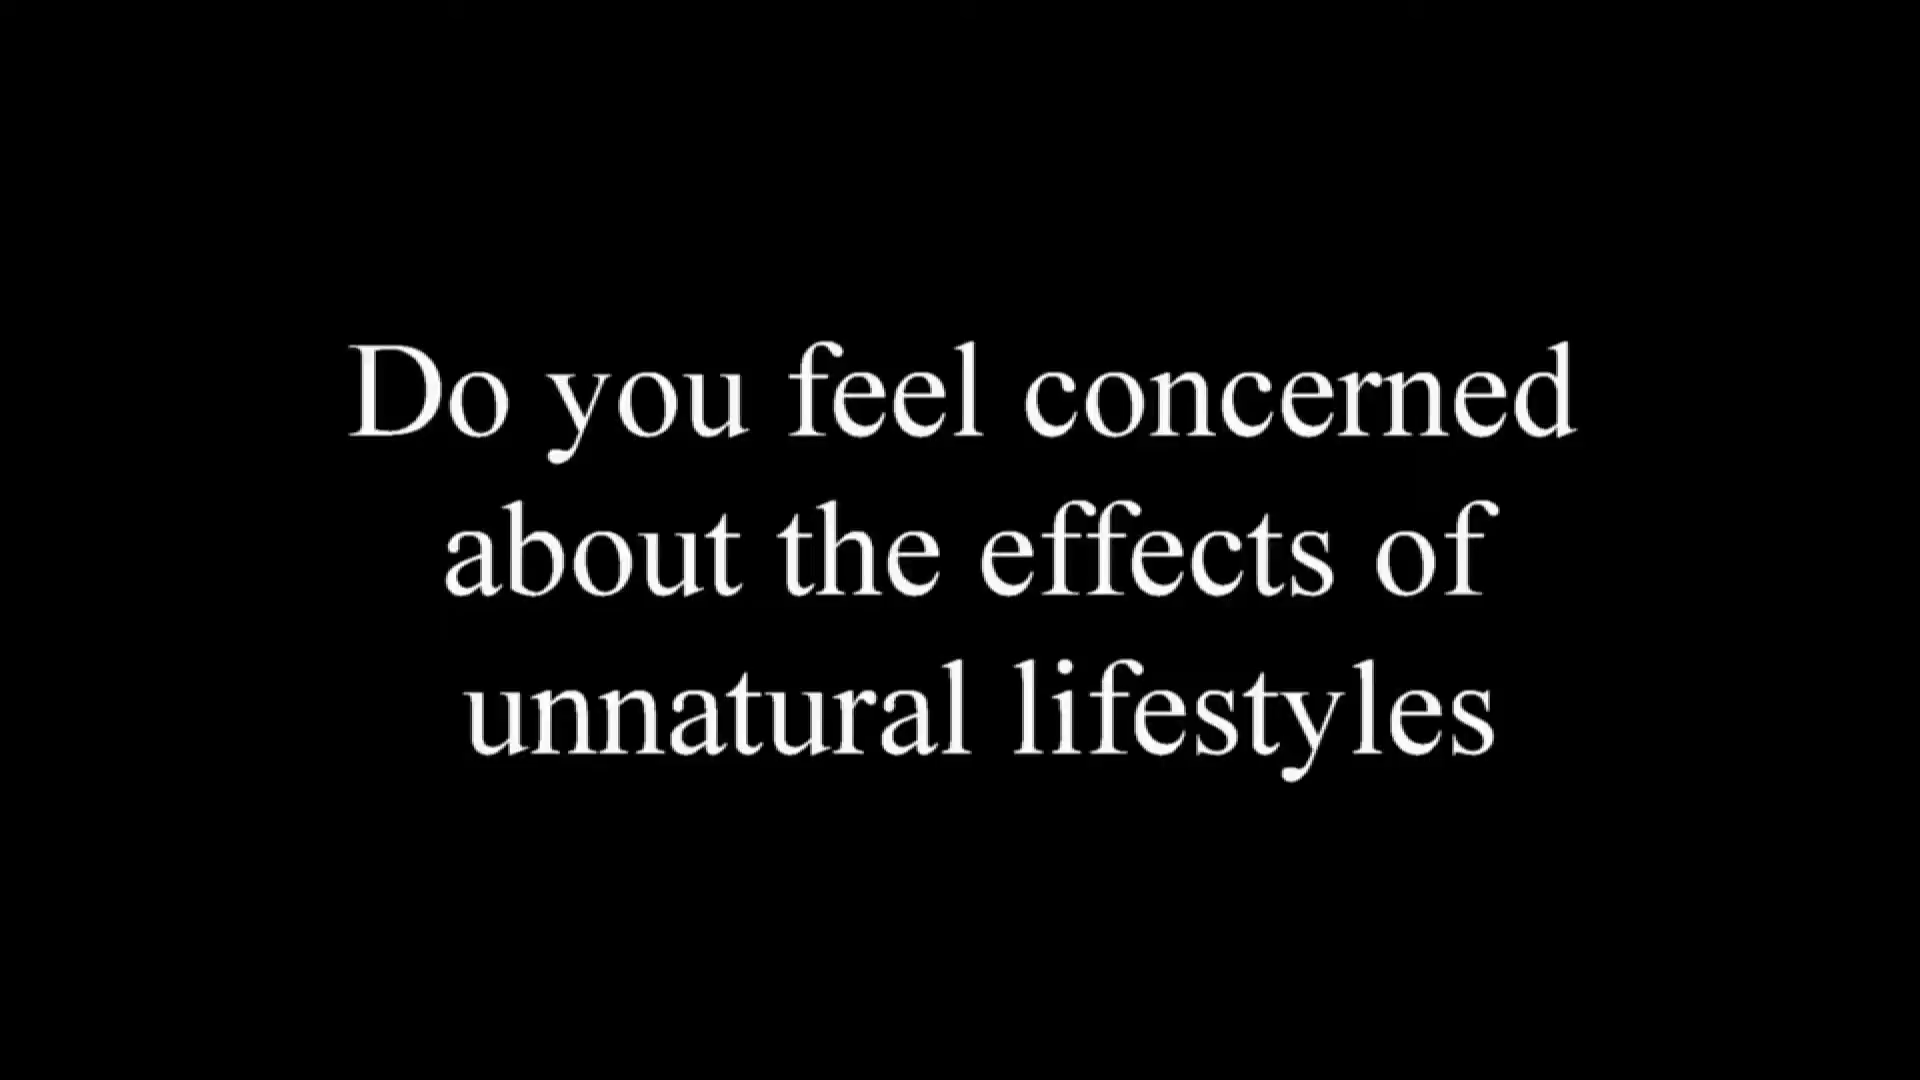 Do you feel concerned
about the effects of
unnatural lifestyles